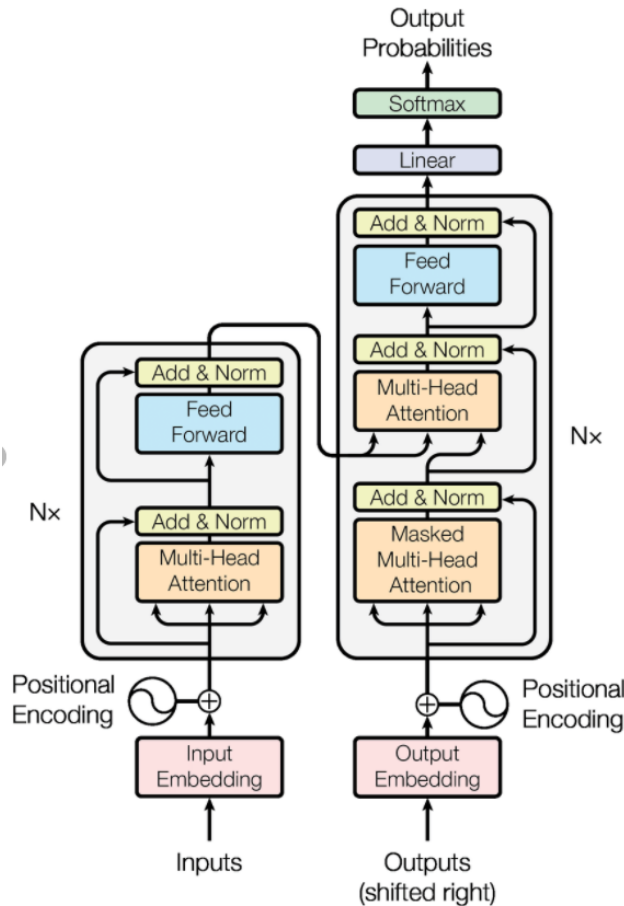 Output
Probabilities
Softmax
Linear
Add & Norm
Feed
Forward
Add & Norm
Multi-Head
Attention
Add & Norm
Masked
Multi-Head
Attention
Nx
Add & Norm
Feed
Forward
Add & Norm
Multi-Head
Attention
Nx
Positional
Encoding
Positional
Encoding
Input
Embedding
Output
Embedding
Inputs
Outputs
(shifted right)